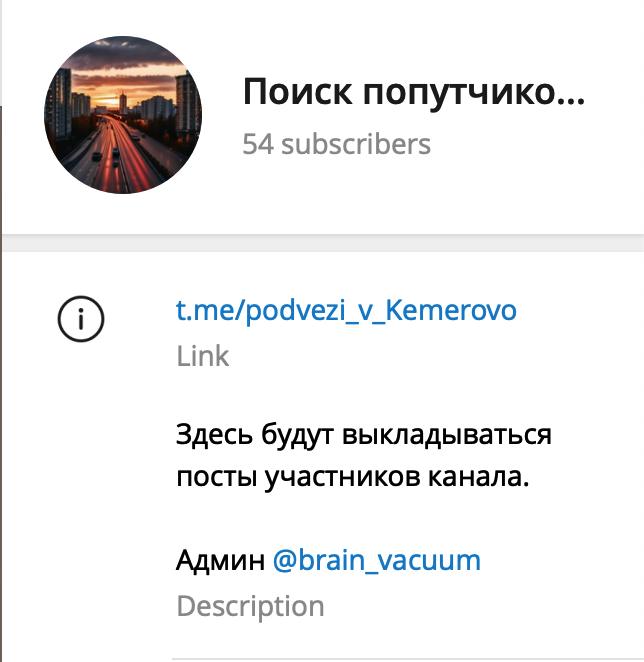 Поиск попутчико...
54 subscribers
t.me/podvezi_v_Kemerovo
Link
Здесь будут выкладываться
посты участников канала.
Админ @brain_vacuum
Description